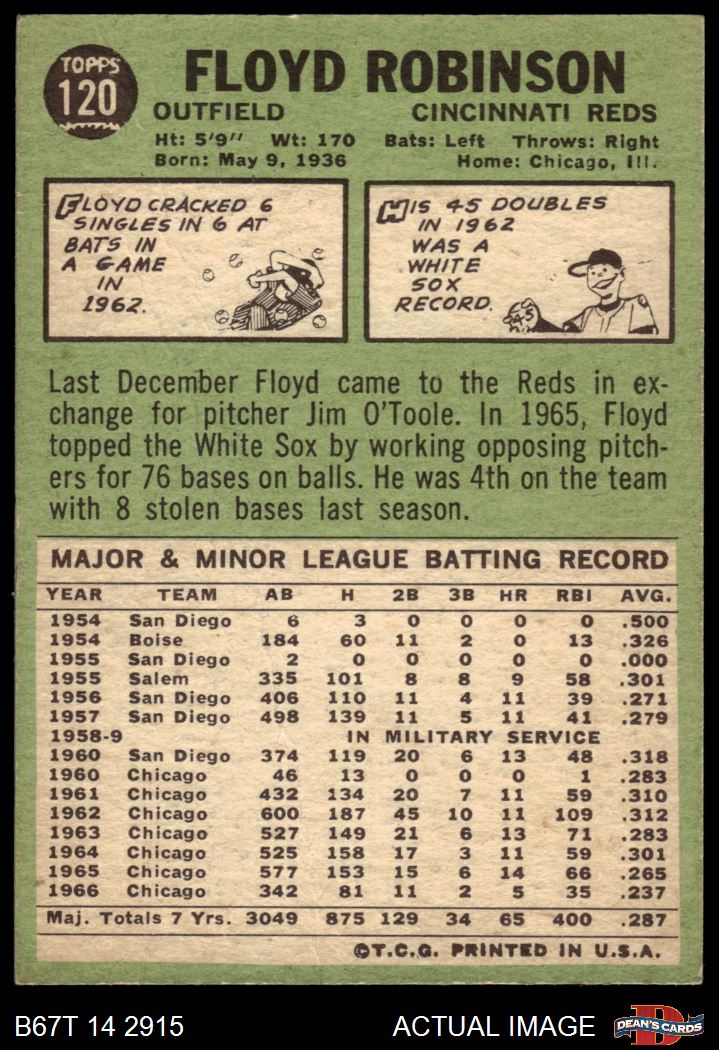 TOPPS
120
FLOYD ROBINSON
OUTFIELD CINCINNATI REDS
Ht: 5'9" Wt: 170 Bats: Left Throws: Right
Born: May 9, 1936 Home: Chicago, Ill.
FLOYD CRACKED 6
SINGLES IN 6 AT
BATS IN
A GAME
IN
1962.
HIS 45 DOUBLES
IN 1962
WAS A
WHITE
SOX
RECORD.
45
Last December Floyd came to the Reds in ex-
change for pitcher Jim O'Toole. In 1965, Floyd
topped the White Sox by working opposing pitch-
ers for 76 bases on balls. He was 4th on the team
with 8 stolen bases last season.
MAJOR & MINOR LEAGUE BATTING RECORD
YEAR TEAM AB H 2B 3B HR RBI AVG.
1954 San Diego 6 3 0 0 0 0 .500
1954 Boise 184 60 11 2 0 13 .326
1955 San Diego 2 0 0 0 0 0 .000
1955 Salem 335 101 8 8 9 58 .301
1956 San Diego 406 110 11 4 11 39 .271
1957 San Diego 498 139 11 5 11 41 .279
1958-9 IN MILITARY SERVICE
1960 San Diego 374 119 20 6 13 48 .318
1960 Chicago 46 13 0 0 0 1 .283
1961 Chicago 432 134 20 7 11 59 .310
1962 Chicago 600 187 45 10 11 109 .312
1963 Chicago 527 149 21 6 13 71 .283
1964 Chicago 525 158 17 3 11 59 .301
1965 Chicago 577 153 15 6 14 66 .265
1966 Chicago 342 81 11 2 5 35 .237
Maj. Totals 7 Yrs. 3049 875 129 34 65 400 .287
©T.C.G. PRINTED IN U.S.A.
B67T 14 2915 ACTUAL IMAGE
D
DEAN'S CARDS